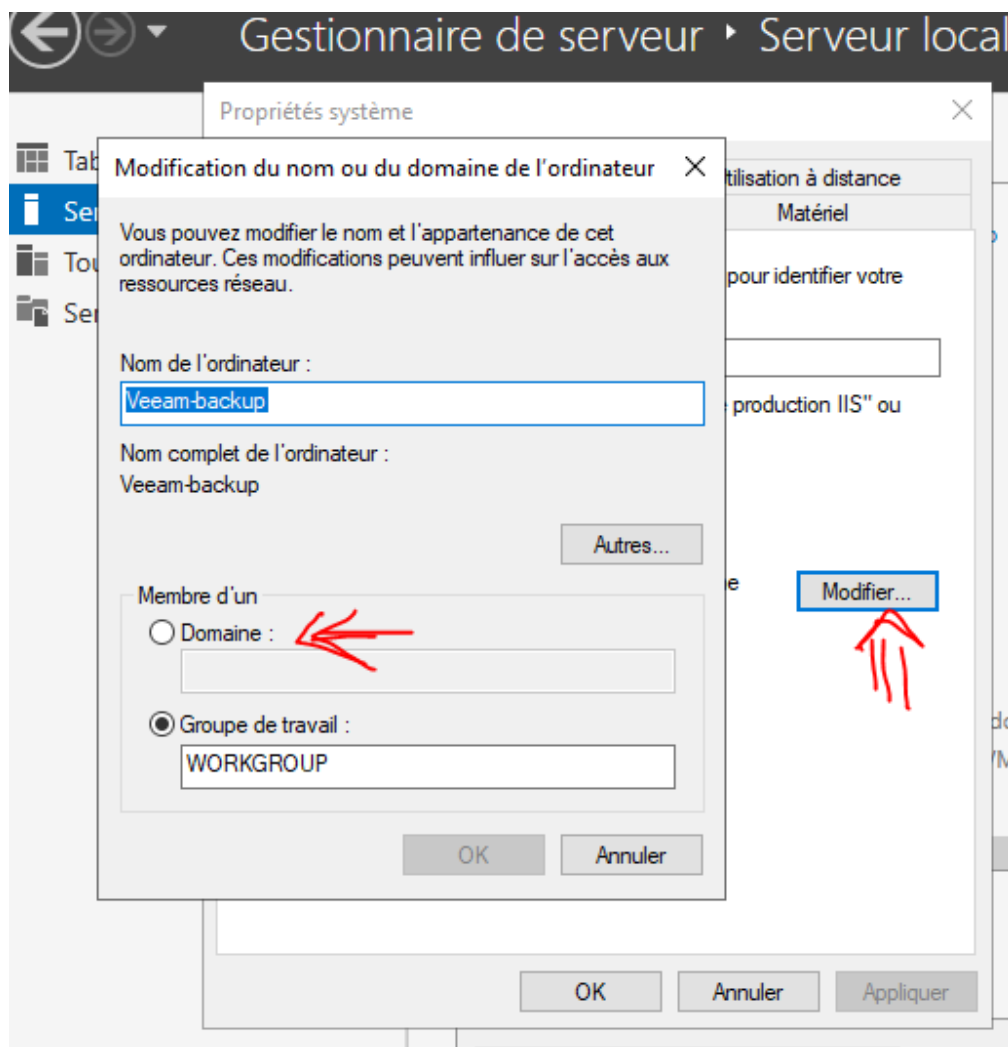 Gestionnaire de serveur ‣ Serveur local
Propriétés système
Modification du nom ou du domaine de l'ordinateur
Vous pouvez modifier le nom et l'appartenance de cet
ordinateur. Ces modifications peuvent influer sur l'accès aux
ressources réseau.
Nom de l'ordinateur :
Veeam-backup
Nom complet de l'ordinateur :
Veeam-backup
Autres...
Membre d'un
Domaine :
Groupe de travail :
WORKGROUP
OK
Annuler
à distance
Matériel
pour identifier votre
production IIS" ou
Modifier...
OK
Annuler
Appliquer